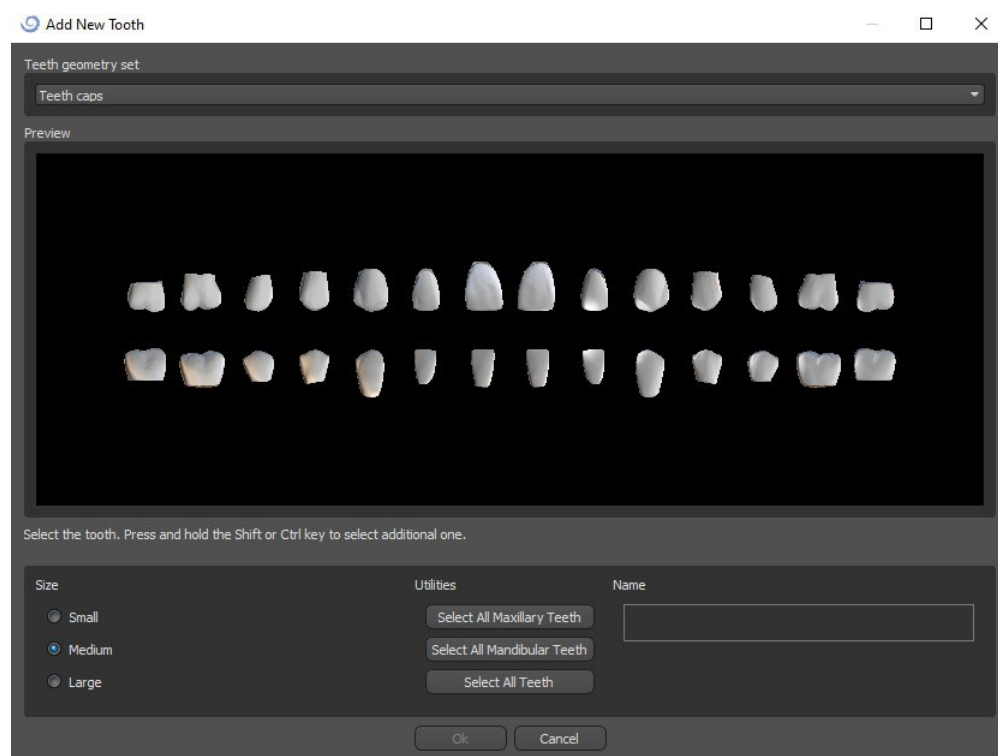 Add New Tooth
Teeth geometry set
Teeth caps
Preview
Select the tooth. Press and hold the Shift or Ctrl key to select additional one.
Size
Utilities
Name
Small
Select All Maxillary Teeth
Medium
Select All Mandibular Teeth
Large
Select All Teeth
Ok
Cancel